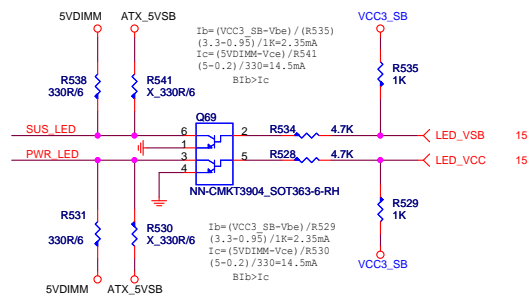 5VDIMM ATX_5VSB VCC3_SB
Ib=(VCC3_SB-Vbe)/(R535)
(3.3-0.95)/1K=2.35mA
Ic=(5VDIMM-Vce)/R541
(5-0.2)/330=14.5mA
BIb>Ic
R538
330R/6
R541
X_330R/6
R535
1K
Q69
SUS_LED 6 2 R534 4.7K LED_VSB 15
1
PWR_LED 3 5 R528 4.7K LED_VCC 15
4
NN-CMKT3904_SOT363-6-RH
R531
330R/6
R530
X_330R/6
R529
1K
Ib=(VCC3_SB-Vbe)/R529
(3.3-0.95)/1K=2.35mA
Ic=(5VDIMM-Vce)/R530
(5-0.2)/330=14.5mA
BIb>Ic
5VDIMM ATX_5VSB VCC3_SB